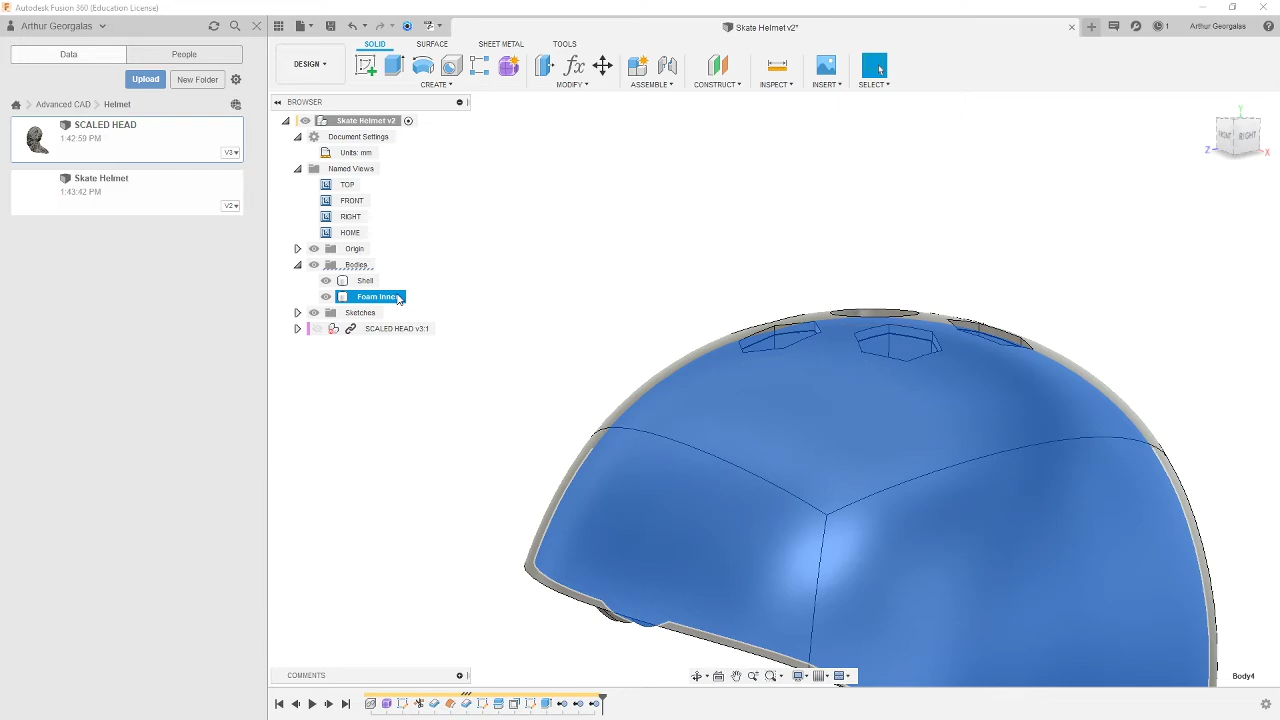 Autodesk Fusion 360 (Education License)
Arthur Georgalas
Skate Helmet v2*
1
Arthur Georgalas
Data
People
DESIGN
SOLID
SURFACE
SHEET METAL
TOOLS
CREATE
MODIFY
ASSEMBLE
CONSTRUCT
INSPECT
INSERT
SELECT
Upload
New Folder
Advanced CAD
Helmet
BROWSER
SCALED HEAD
1:42:59 PM
V3
Skate Helmet
1:43:42 PM
V2
Skate Helmet v2
Document Settings
Units: mm
Named Views
TOP
FRONT
RIGHT
HOME
Origin
Bodies
Shell
Foam Inner
Sketches
SCALED HEAD v3:1
FRONT
RIGHT
Y
Z
X
COMMENTS
Body4